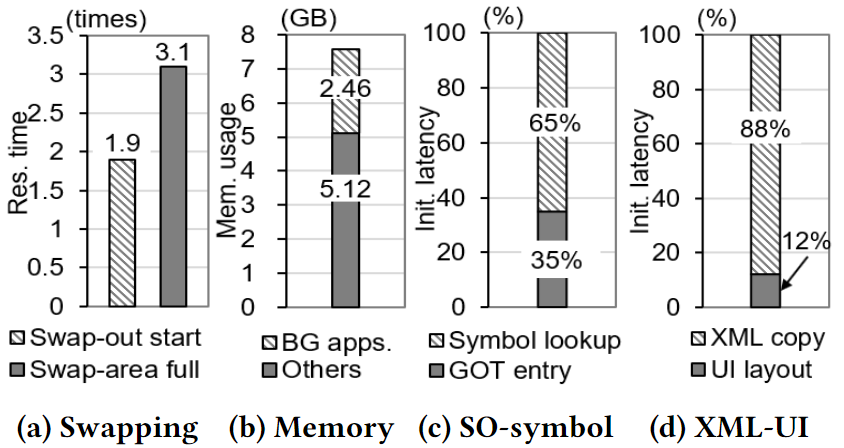 (times)
Res. time
3.5
3
2.5
2
1.5
1
0.5
0
1.9
3.1
Swap-out start
Swap-area full
(a) Swapping
(GB)
Mem. usage
8
7
6
5
4
3
2
1
0
2.46
5.12
BG apps.
Others
(b) Memory
(%)
Init. latency
100
80
60
40
20
0
65%
35%
Symbol lookup
GOT entry
(c) SO-symbol
(%)
Init. latency
100
80
60
40
20
0
88%
12%
XML copy
UI layout
(d) XML-UI